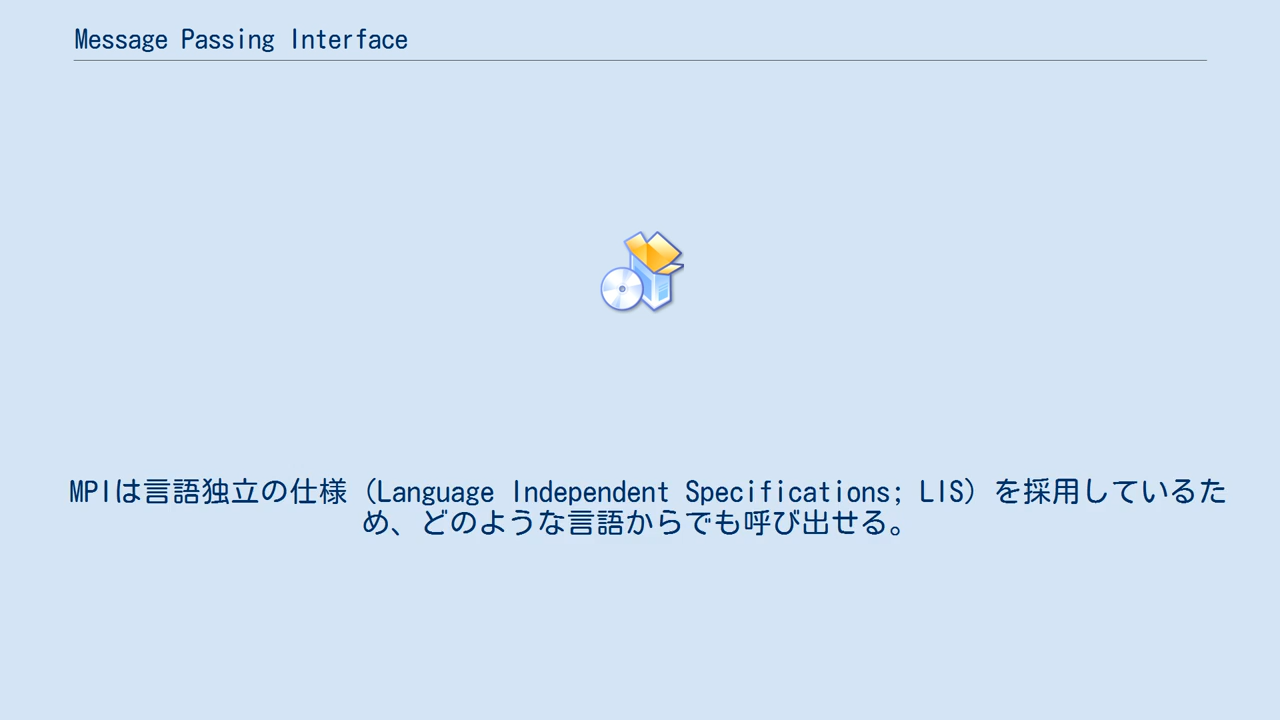 Message Passing Interface
MPIは言語独立の仕様（Language Independent Specifications; LIS）を採用しているた
め、どのような言語からでも呼び出せる。